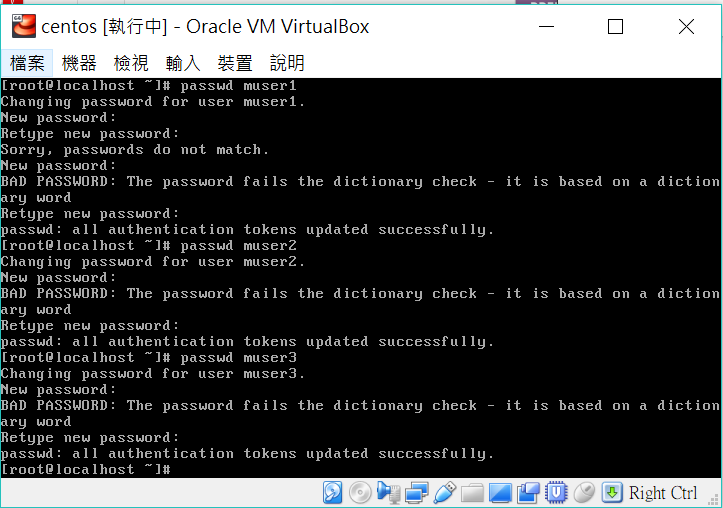 centos [執行中] - Oracle VM VirtualBox
檔案 機器 檢視 輸入 裝置 說明
[root@localhost ~]# passwd muser1
Changing password for user muser1.
New password:
Retype new password:
Sorry, passwords do not match.
New password:
BAD PASSWORD: The password fails the dictionary check - it is based on a diction
ary word
Retype new password:
passwd: all authentication tokens updated successfully.
[root@localhost ~]# passwd muser2
Changing password for user muser2.
New password:
BAD PASSWORD: The password fails the dictionary check - it is based on a diction
ary word
Retype new password:
passwd: all authentication tokens updated successfully.
[root@localhost ~]# passwd muser3
Changing password for user muser3.
New password:
BAD PASSWORD: The password fails the dictionary check - it is based on a diction
ary word
Retype new password:
passwd: all authentication tokens updated successfully.
[root@localhost ~]#
Right Ctrl